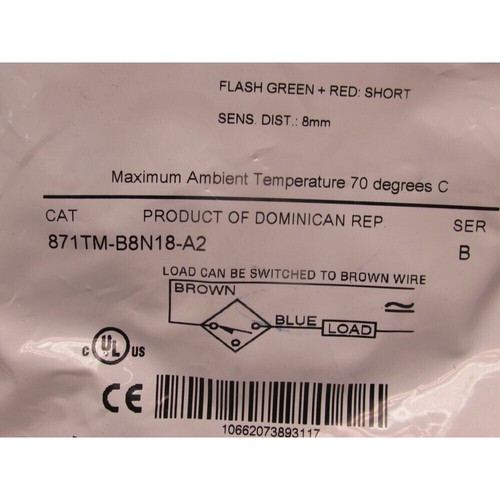 FLASH GREEN + RED: SHORT
SENS. DIST.: 8mm
Maximum Ambient Temperature 70 degrees C
CAT PRODUCT OF DOMINICAN REP. SER
871TM-B8N18-A2 B
LOAD CAN BE SWITCHED TO BROWN WIRE
BROWN
BLUE LOAD
C UL US
CE
10662073893117